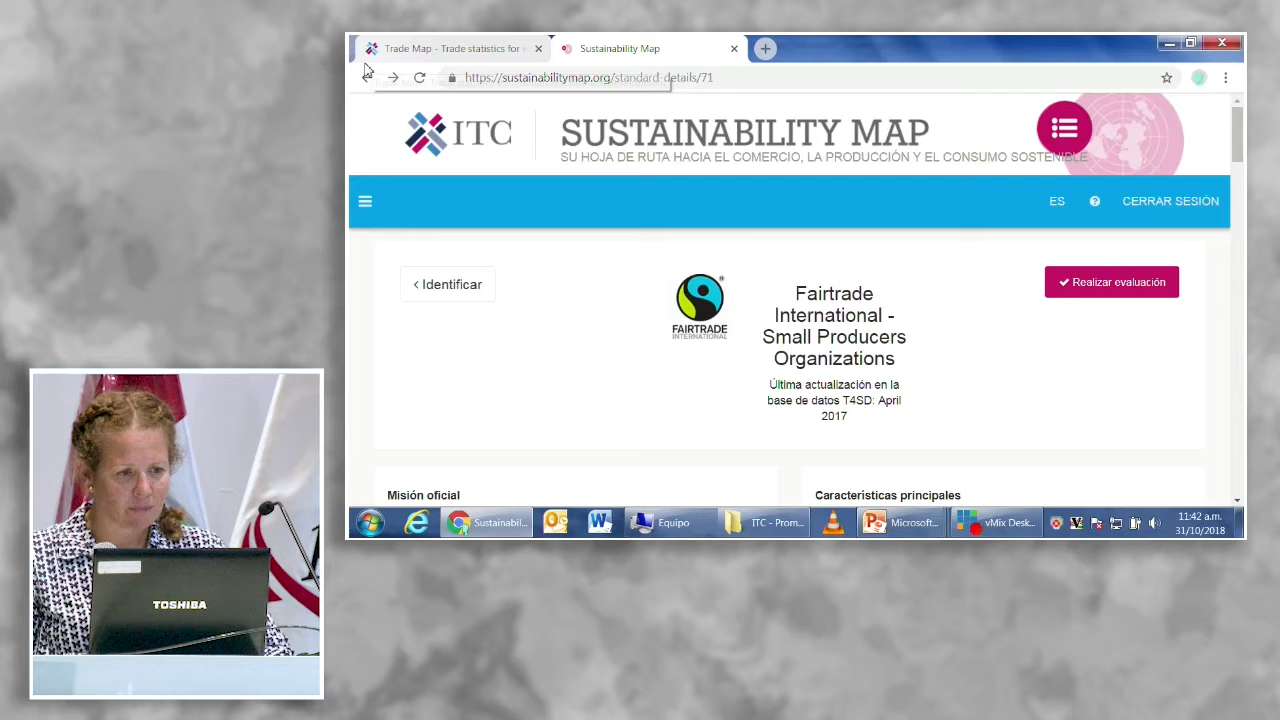 Trade Map - Trade statistics for i
Sustainability Map
https://sustainabilitymap.org/standard-details/71
ITC
SUSTAINABILITY MAP
SU HOJA DE RUTA HACIA EL COMERCIO, LA PRODUCCIÓN Y EL CONSUMO SOSTENIBLE
ES
CERRAR SESIÓN
< Identificar
FAIRTRADE
INTERNATIONAL
Fairtrade
International -
Small Producers
Organizations
Última actualización en la
base de datos T4SD: April
2017
Realizar evaluación
Misión oficial
Características principales
Sustainabil...
Equipo
ITC - Prom...
Microsoft...
vMix Desk...
11:42 a.m.
31/10/2018
TOSHIBA